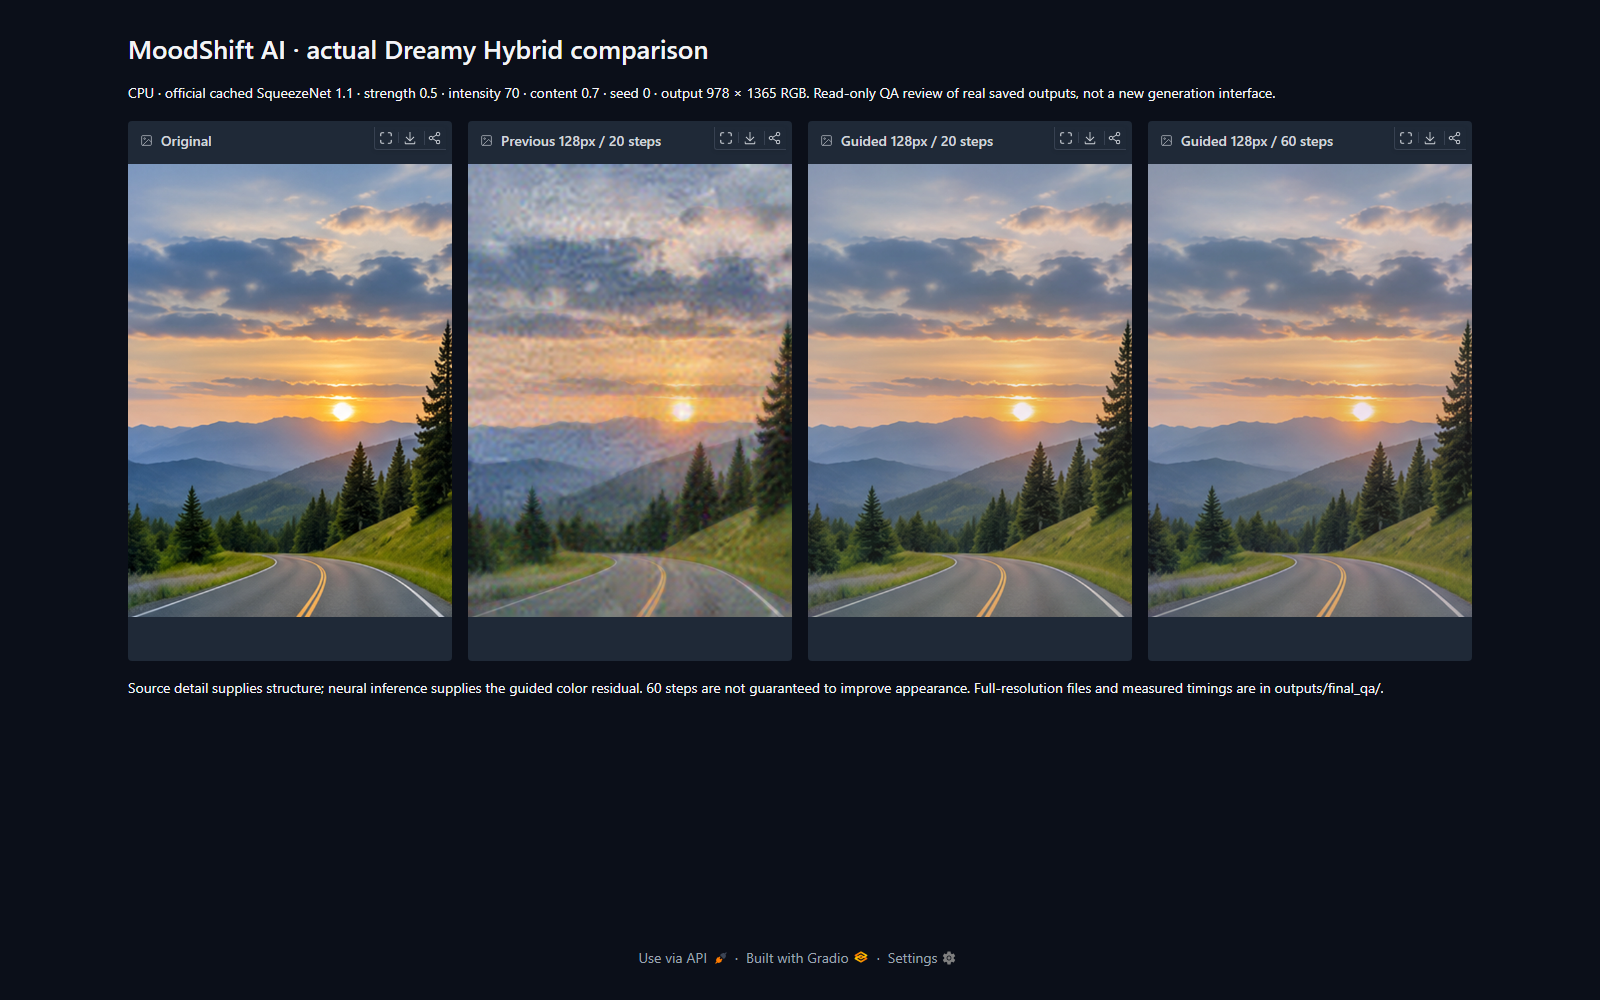 MoodShift AI · actual Dreamy Hybrid comparison
CPU · official cached SqueezeNet 1.1 · strength 0.5 · intensity 70 · content 0.7 · seed 0 · output 978 × 1365 RGB. Read-only QA review of real saved outputs, not a new generation interface.
Original
Previous 128px / 20 steps
Guided 128px / 20 steps
Guided 128px / 60 steps
Source detail supplies structure; neural inference supplies the guided color residual. 60 steps are not guaranteed to improve appearance. Full-resolution files and measured timings are in outputs/final_qa/.
Use via API · Built with Gradio · Settings